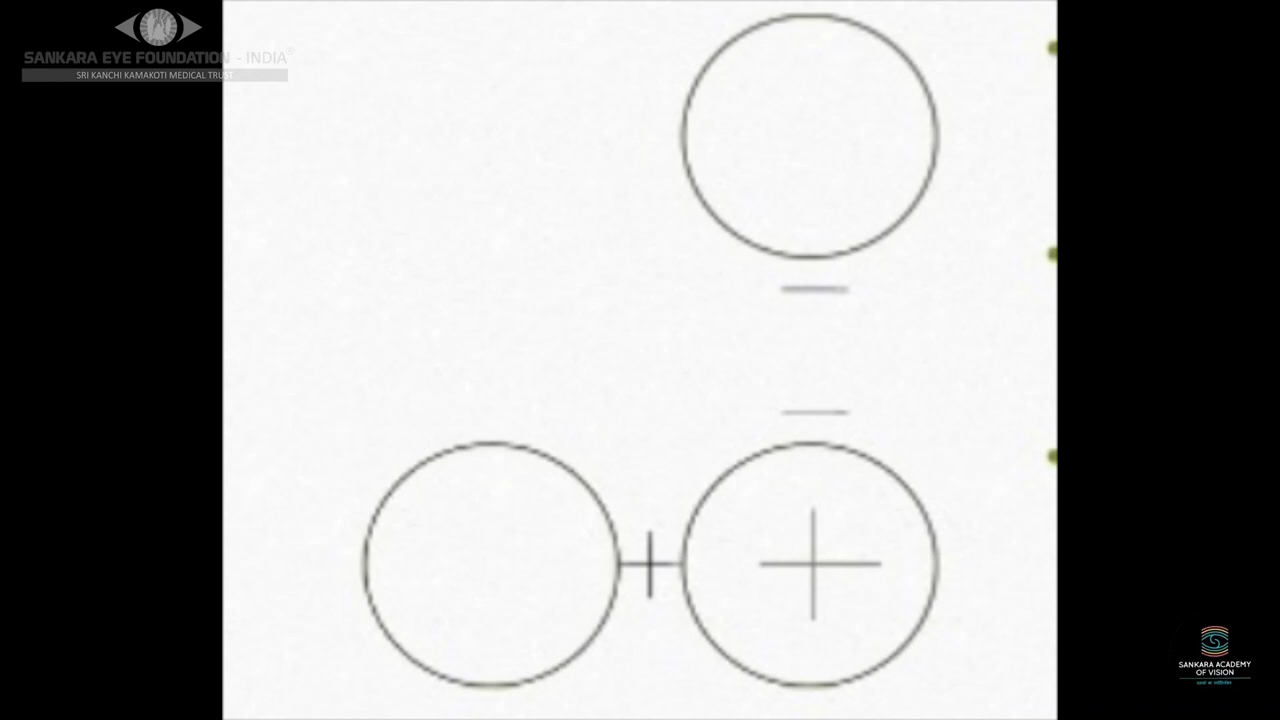 SANKARA EYE FOUNDATION - INDIA®
SRI KANCHI KAMAKOTI MEDICAL TRUST
SANKARA ACADEMY
OF VISION